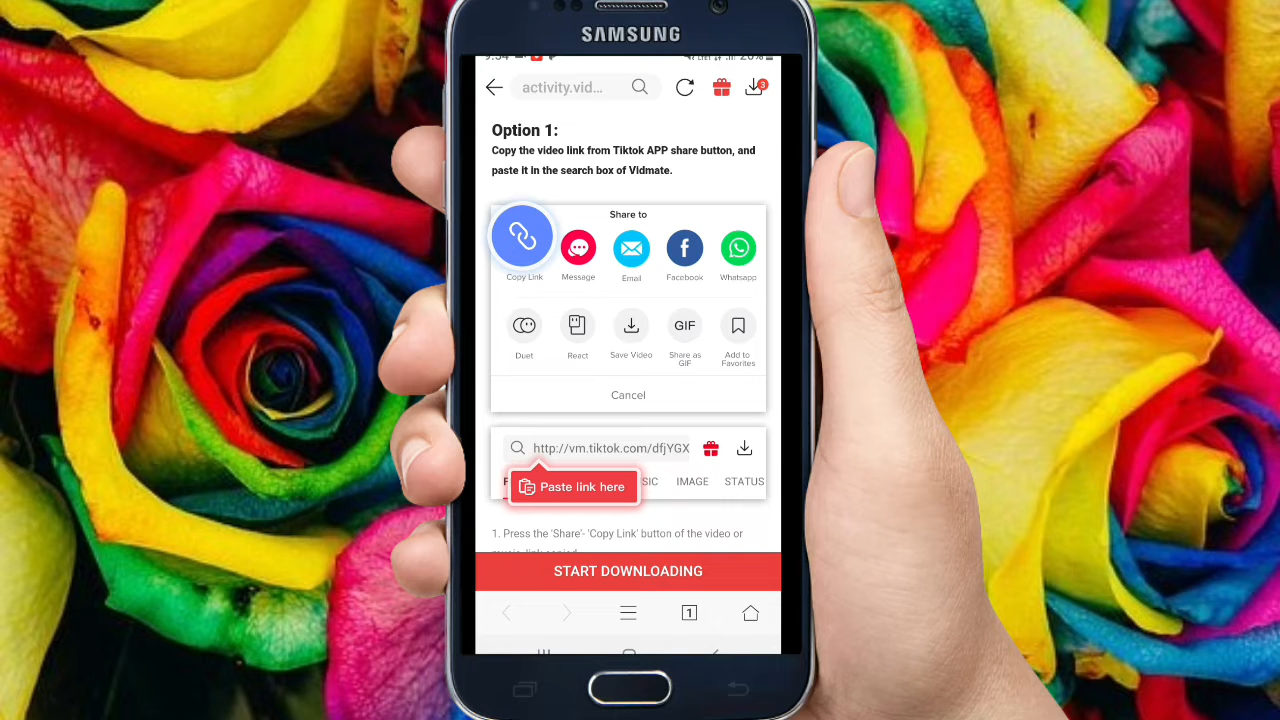 SAMSUNG
activity.vid...
3
Option 1:
Copy the video link from Tiktok APP share button, and
paste it in the search box of Vidmate.
Share to
Copy Link Message Email Facebook Whatsapp
GIF
Duet React Save Video Share as GIF Add to Favorites
Cancel
http://vm.tiktok.com/dfjYGX
Paste link here
SIC IMAGE STATUS
1. Press the 'Share'- 'Copy Link' button of the video or
START DOWNLOADING
1